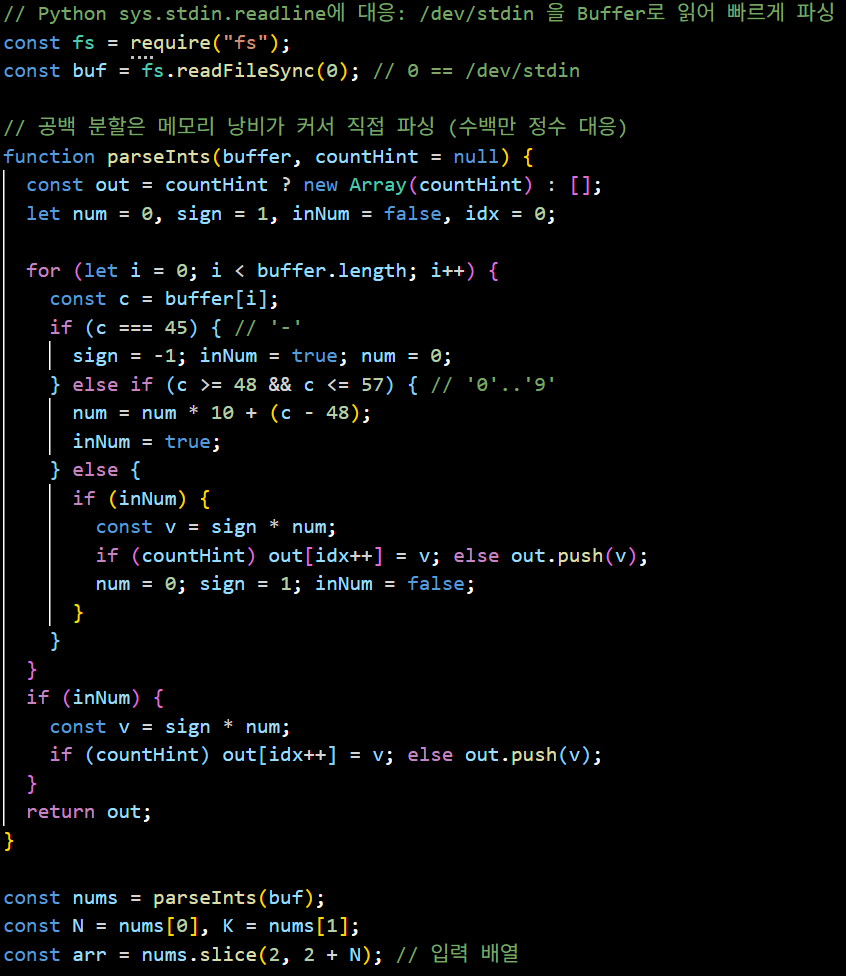 // Python sys.stdin.readline에 대응: /dev/stdin 을 Buffer로 읽어 빠르게 파싱
const fs = require("fs");
const buf = fs.readFileSync(0); // 0 == /dev/stdin

// 공백 분할은 메모리 낭비가 커서 직접 파싱 (수백만 정수 대응)
function parseInts(buffer, countHint = null) {
  const out = countHint ? new Array(countHint) : [];
  let num = 0, sign = 1, inNum = false, idx = 0;

  for (let i = 0; i < buffer.length; i++) {
    const c = buffer[i];
    if (c === 45) { // '-'
      sign = -1; inNum = true; num = 0;
    } else if (c >= 48 && c <= 57) { // '0'..'9'
      num = num * 10 + (c - 48);
      inNum = true;
    } else {
      if (inNum) {
        const v = sign * num;
        if (countHint) out[idx++] = v; else out.push(v);
        num = 0; sign = 1; inNum = false;
      }
    }
  }
  if (inNum) {
    const v = sign * num;
    if (countHint) out[idx++] = v; else out.push(v);
  }
  return out;
}

const nums = parseInts(buf);
const N = nums[0], K = nums[1];
const arr = nums.slice(2, 2 + N); // 입력 배열